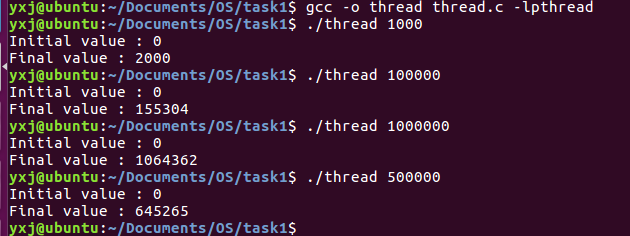 yxj@ubuntu:~/Documents/OS/task1$ gcc -o thread thread.c -lpthread
yxj@ubuntu:~/Documents/OS/task1$ ./thread 1000
Initial value : 0
Final value : 2000
yxj@ubuntu:~/Documents/OS/task1$ ./thread 100000
Initial value : 0
Final value : 155304
yxj@ubuntu:~/Documents/OS/task1$ ./thread 1000000
Initial value : 0
Final value : 1064362
yxj@ubuntu:~/Documents/OS/task1$ ./thread 500000
Initial value : 0
Final value : 645265
yxj@ubuntu:~/Documents/OS/task1$